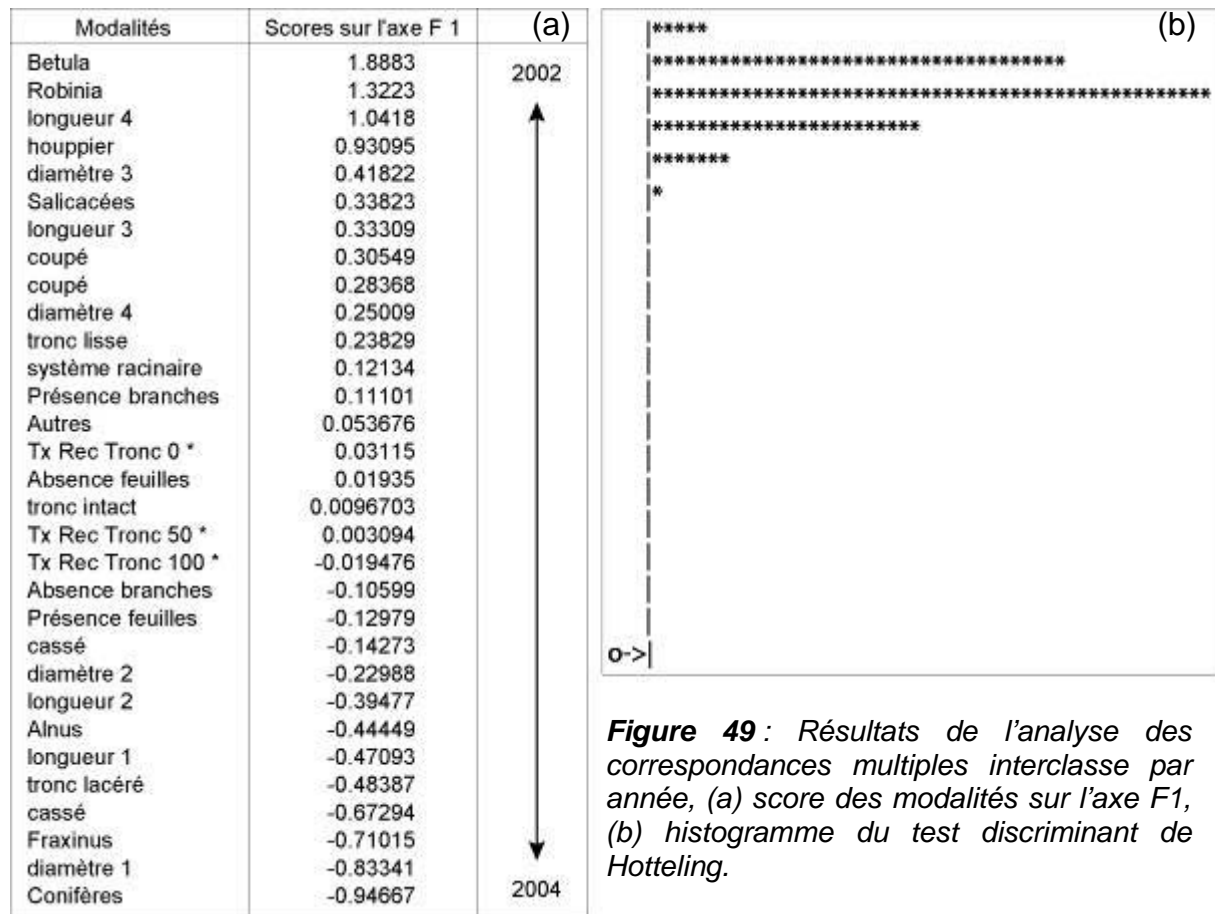 Modalités Scores sur l'axe F 1 (a)
Betula 1.8883
2002
Robinia 1.3223
longueur 4 1.0418
houppier 0.93095
diamètre 3 0.41822
Salicacées 0.33823
longueur 3 0.33309
coupé 0.30549
coupé 0.28368
diamètre 4 0.25009
tronc lisse 0.23829
système racinaire 0.12134
Présence branches 0.11101
Autres 0.053676
Tx Rec Tronc 0 * 0.03115
Absence feuilles 0.01935
tronc intact 0.0096703
Tx Rec Tronc 50 * 0.003094
Tx Rec Tronc 100 * -0.019476
Absence branches -0.10599
Présence feuilles -0.12979
cassé -0.14273
diamètre 2 -0.22988
longueur 2 -0.39477
Alnus -0.44449
longueur 1 -0.47093
tronc lacéré -0.48387
cassé -0.67294
Fraxinus -0.71015
diamètre 1 -0.83341
Conifères -0.94667
2004
(b)
o->|
Figure 49 : Résultats de l'analyse des
correspondances multiples interclasse par
année, (a) score des modalités sur l'axe F1,
(b) histogramme du test discriminant de
Hotteling.